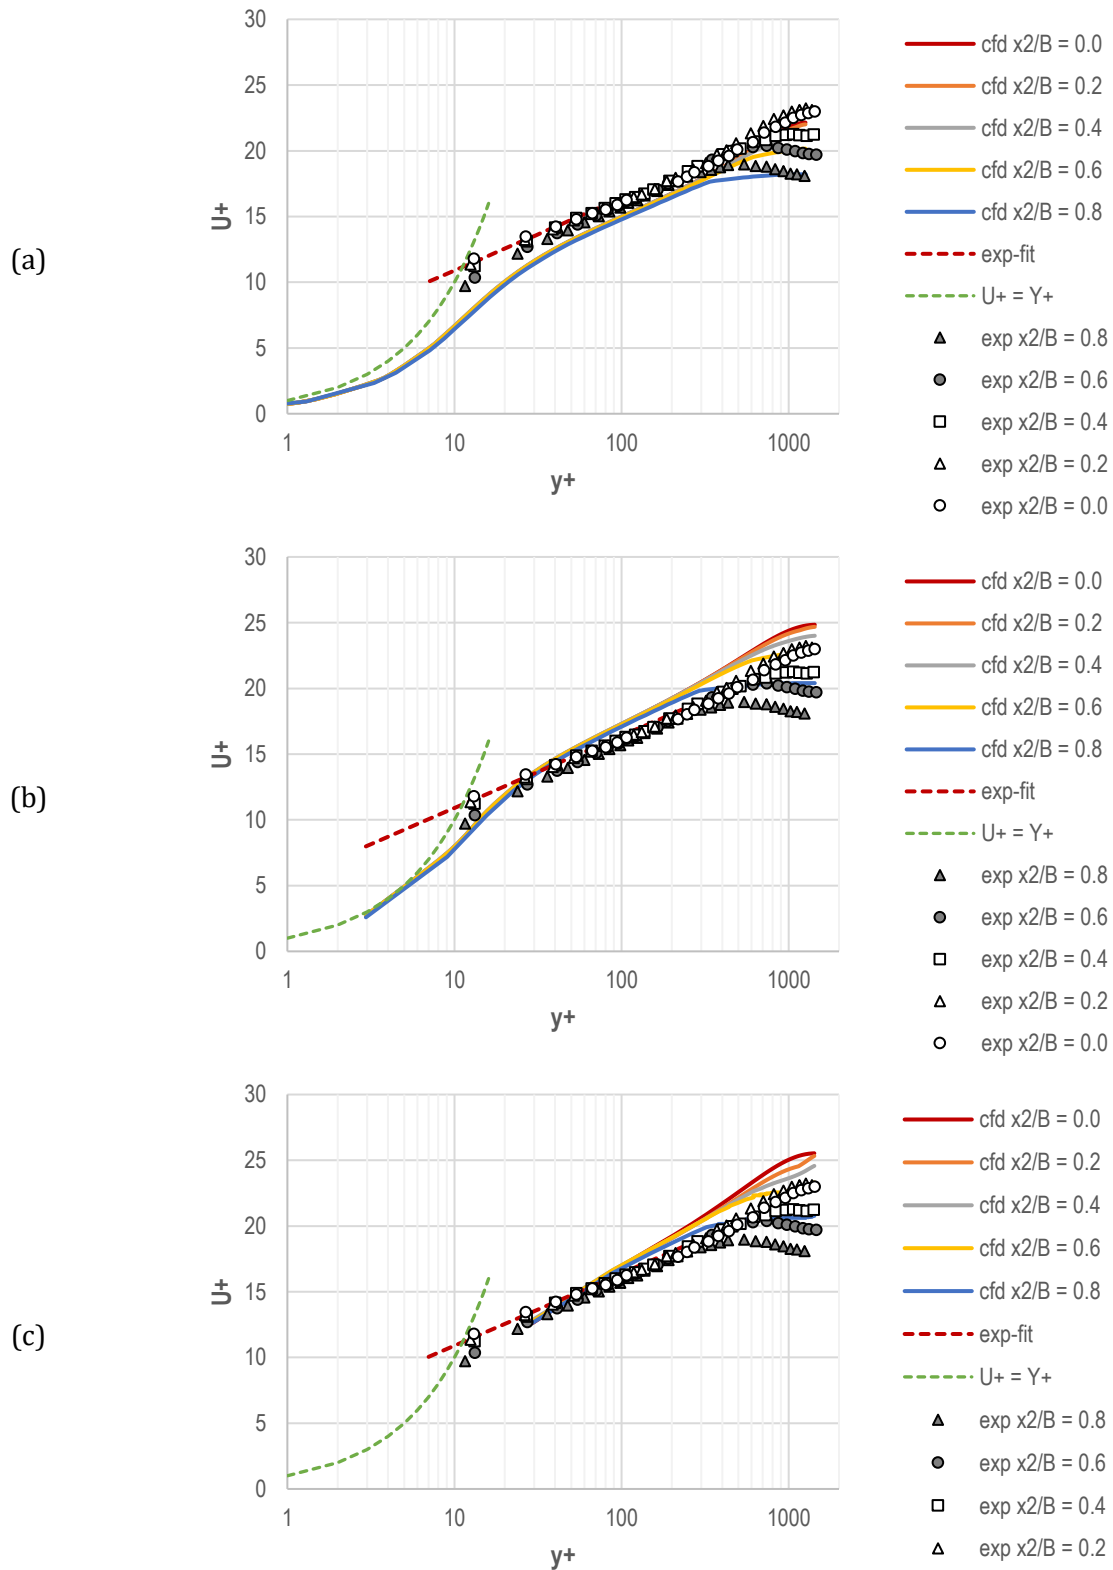 (a)
U+
30
25
20
15
10
5
0
1
10
100
1000
y+
cfd x2/B = 0.0
cfd x2/B = 0.2
cfd x2/B = 0.4
cfd x2/B = 0.6
cfd x2/B = 0.8
exp-fit
U+ = Y+
exp x2/B = 0.8
exp x2/B = 0.6
exp x2/B = 0.4
exp x2/B = 0.2
exp x2/B = 0.0
(b)
U+
30
25
20
15
10
5
0
1
10
100
1000
y+
cfd x2/B = 0.0
cfd x2/B = 0.2
cfd x2/B = 0.4
cfd x2/B = 0.6
cfd x2/B = 0.8
exp-fit
U+ = Y+
exp x2/B = 0.8
exp x2/B = 0.6
exp x2/B = 0.4
exp x2/B = 0.2
exp x2/B = 0.0
(c)
U+
30
25
20
15
10
5
0
1
10
100
1000
y+
cfd x2/B = 0.0
cfd x2/B = 0.2
cfd x2/B = 0.4
cfd x2/B = 0.6
cfd x2/B = 0.8
exp-fit
U+ = Y+
exp x2/B = 0.8
exp x2/B = 0.6
exp x2/B = 0.4
exp x2/B = 0.2